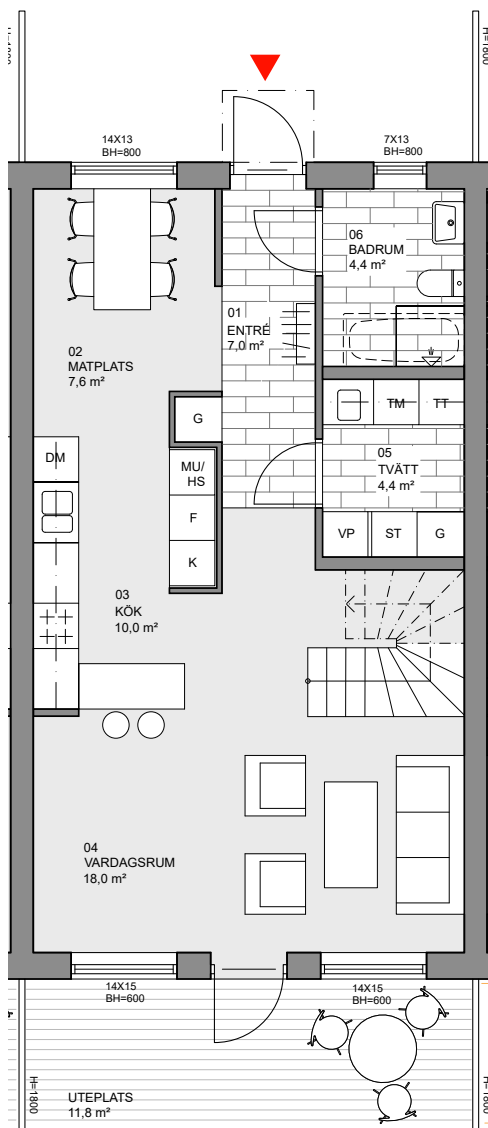 H=1800
H=1800
14X13
BH=800
7X13
BH=800
06
BADRUM
4,4 m²
01
ENTRÉ
7,0 m²
02
MATPLATS
7,6 m²
G
TM
TT
DM
MU/
HS
05
TVÄTT
4,4 m²
F
VP
ST
G
K
03
KÖK
10,0 m²
04
VARDAGSRUM
18,0 m²
14X15
BH=600
14X15
BH=600
H=1800
H=1800
UTEPLATS
11,8 m²